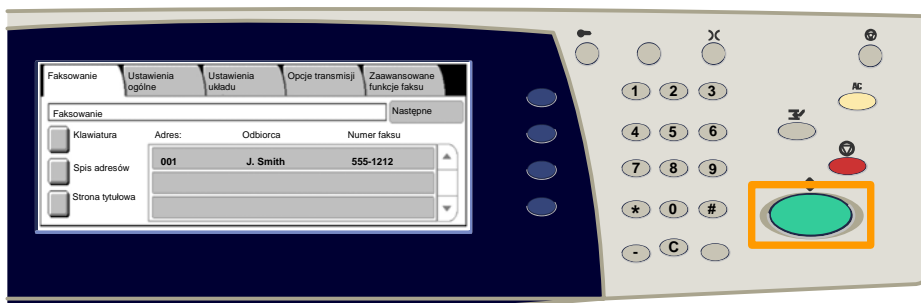 Faksowanie
Ustawienia
ogólne
Ustawienia
układu
Opcje transmisji
Zaawansowane
funkcje faksu
Faksowanie
Następne
Klawiatura
Adres: Odbiorca Numer faksu
001 J. Smith 555-1212
Spis adresów
Strona tytułowa
AC
1 2 3
4 5 6
7 8 9
* 0 #
- C